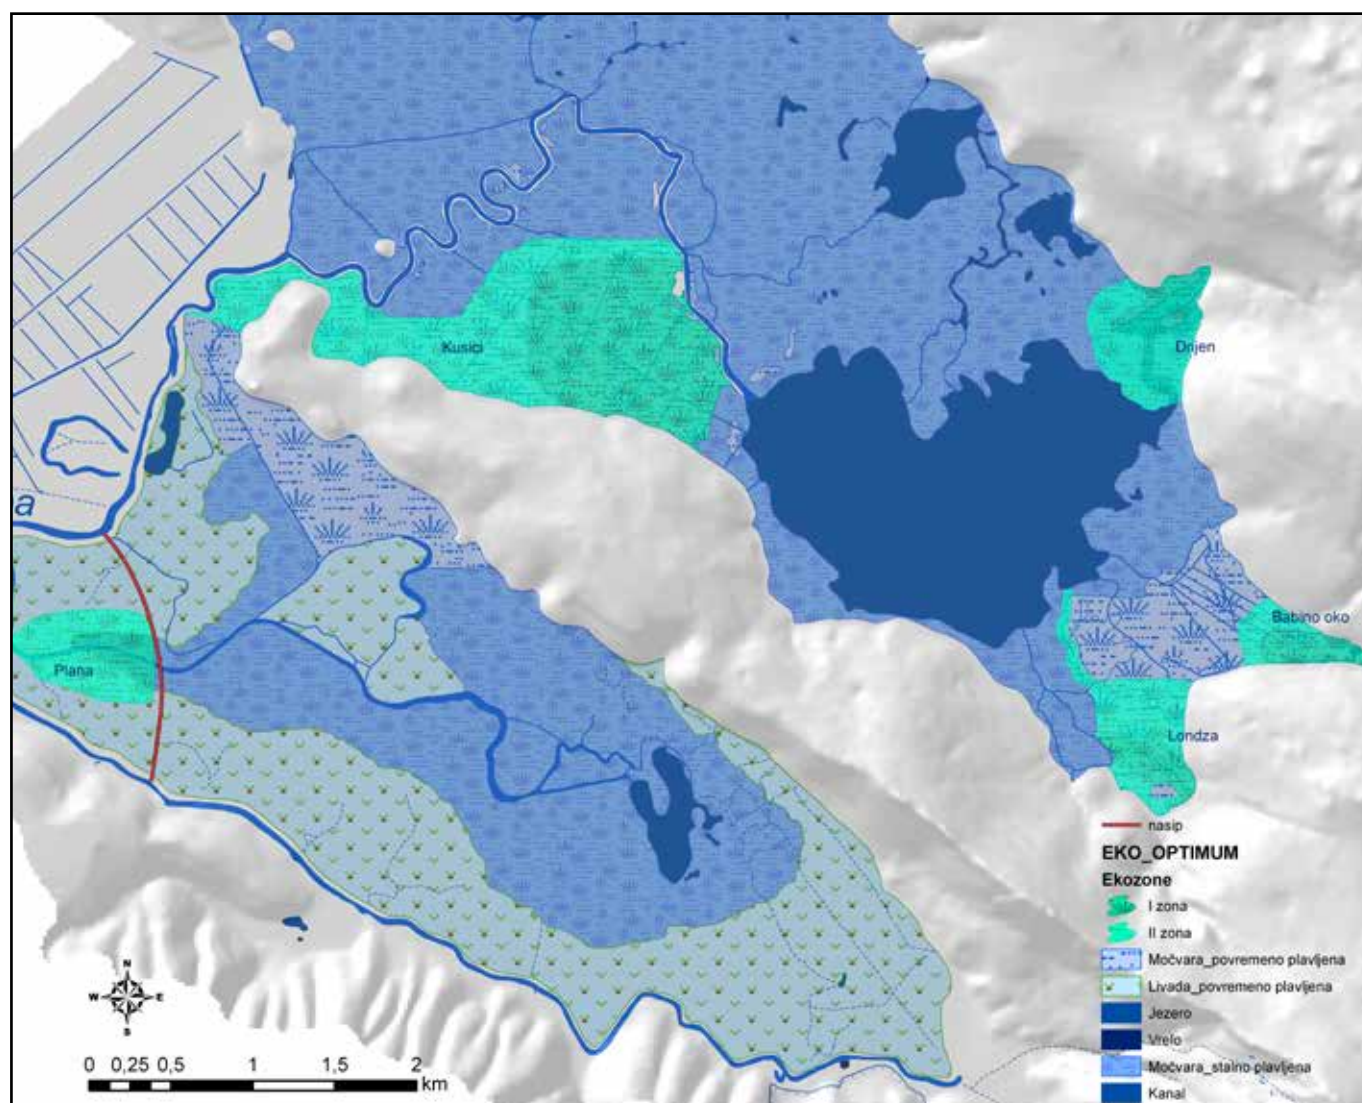 Kusici
Drijen
a
Babino oko
Plana
Londza
nasip
EKO_OPTIMUM
Ekozone
I zona
II zona
Močvara_povremeno plavljena
Livada_povremeno plavljena
Jezero
Vrelo
Močvara_stalno plavljena
Kanal
N
W E
S
0 0,25 0,5 1 1,5 2
km